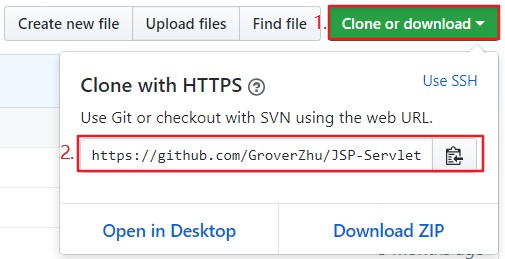 Create new file Upload files Find file 1. Clone or download
Clone with HTTPS
Use SSH
Use Git or checkout with SVN using the web URL.
2. https://github.com/GroverZhu/JSP-Servlet
Open in Desktop Download ZIP
months ago